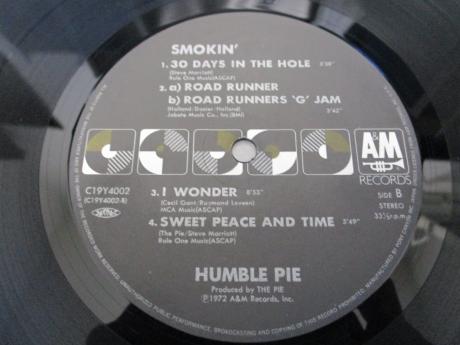 SMOKIN'
1. 30 DAYS IN THE HOLE 3'59"
(Steve Marriott)
Rule One Music(ASCAP)
2. a) ROAD RUNNER
b) ROAD RUNNERS 'G' JAM
(Holland-Dozier-Holland)
Jobete Music Co., Inc.(BMI) 3'42"
A&M
RECORDS
C19Y4002
(C19Y4002-B)
SIDE B
STEREO
33⅓r.p.m.
3. I WONDER 8'53"
(Cecil Gant/Raymond Leveen)
MCA Music(ASCAP)
4. SWEET PEACE AND TIME 5'49"
(The Pie/Steve Marriott)
Rule One Music(ASCAP)
HUMBLE PIE
Produced by THE PIE
Ⓟ1972 A&M Records, Inc.